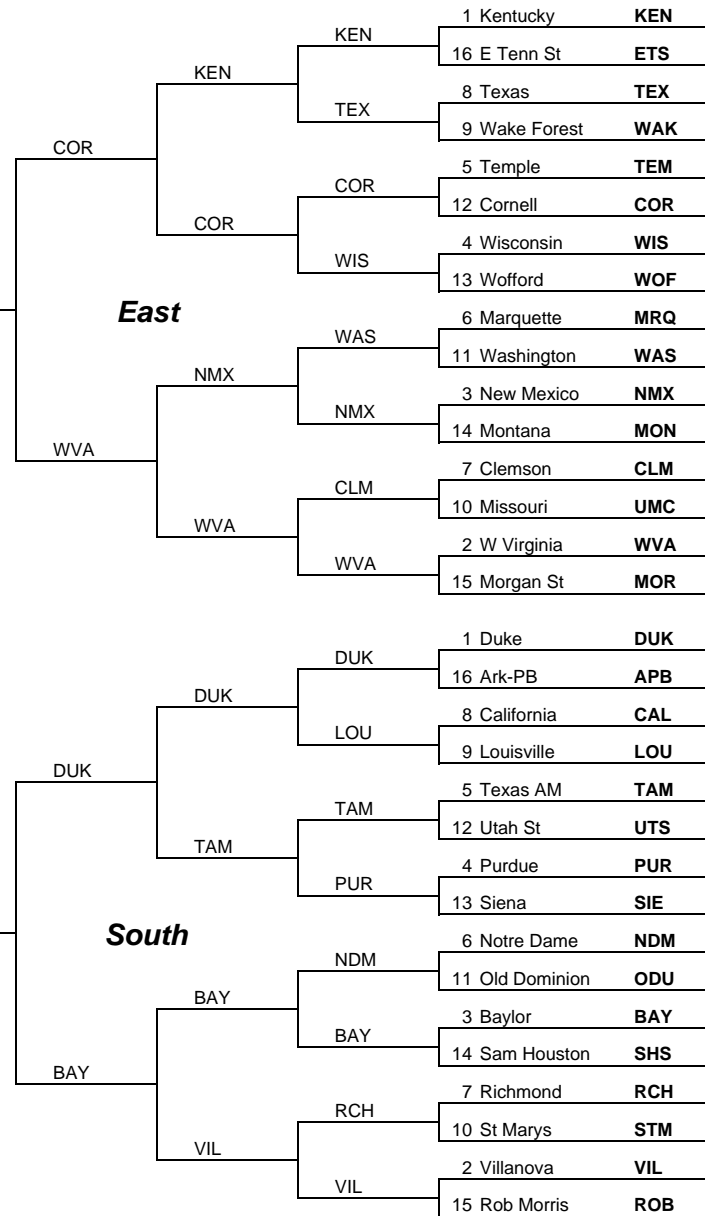 1 Kentucky KEN
KEN
16 E Tenn St ETS
KEN
8 Texas TEX
TEX
9 Wake Forest WAK
COR
5 Temple TEM
COR
12 Cornell COR
COR
4 Wisconsin WIS
WIS
13 Wofford WOF
East
6 Marquette MRQ
WAS
11 Washington WAS
NMX
3 New Mexico NMX
NMX
14 Montana MON
WVA
7 Clemson CLM
CLM
10 Missouri UMC
WVA
2 W Virginia WVA
WVA
15 Morgan St MOR
1 Duke DUK
DUK
16 Ark-PB APB
DUK
8 California CAL
LOU
9 Louisville LOU
DUK
5 Texas AM TAM
TAM
12 Utah St UTS
TAM
4 Purdue PUR
PUR
13 Siena SIE
South
6 Notre Dame NDM
NDM
11 Old Dominion ODU
BAY
3 Baylor BAY
BAY
14 Sam Houston SHS
BAY
7 Richmond RCH
RCH
10 St Marys STM
VIL
2 Villanova VIL
VIL
15 Rob Morris ROB